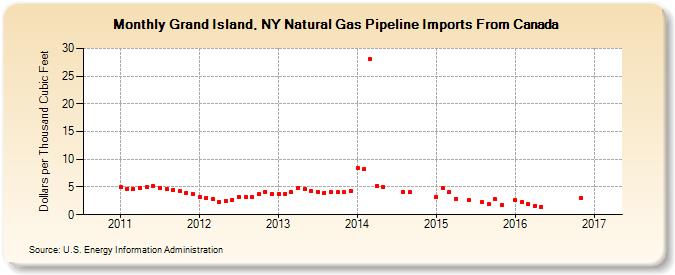 Monthly Grand Island, NY Natural Gas Pipeline Imports From Canada
Dollars per Thousand Cubic Feet
30
25
20
15
10
5
0
2011 2012 2013 2014 2015 2016 2017
Source: U.S. Energy Information Administration